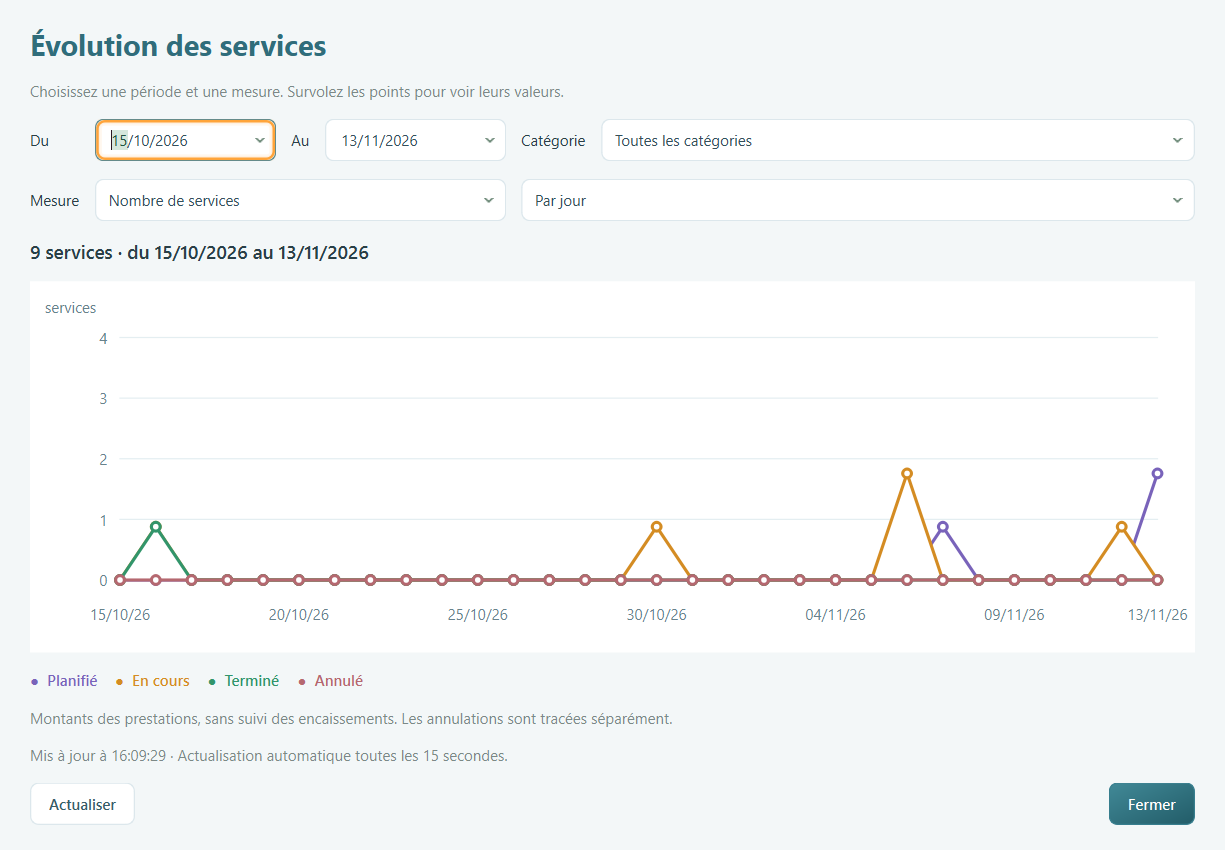 Évolution des services
Choisissez une période et une mesure. Survolez les points pour voir leurs valeurs.
Du 15/10/2026 Au 13/11/2026 Catégorie Toutes les catégories
Mesure Nombre de services Par jour
9 services · du 15/10/2026 au 13/11/2026
services
4
3
2
1
0
15/10/26 20/10/26 25/10/26 30/10/26 04/11/26 09/11/26 13/11/26
• Planifié • En cours • Terminé • Annulé
Montants des prestations, sans suivi des encaissements. Les annulations sont tracées séparément.
Mis à jour à 16:09:29 · Actualisation automatique toutes les 15 secondes.
Actualiser Fermer